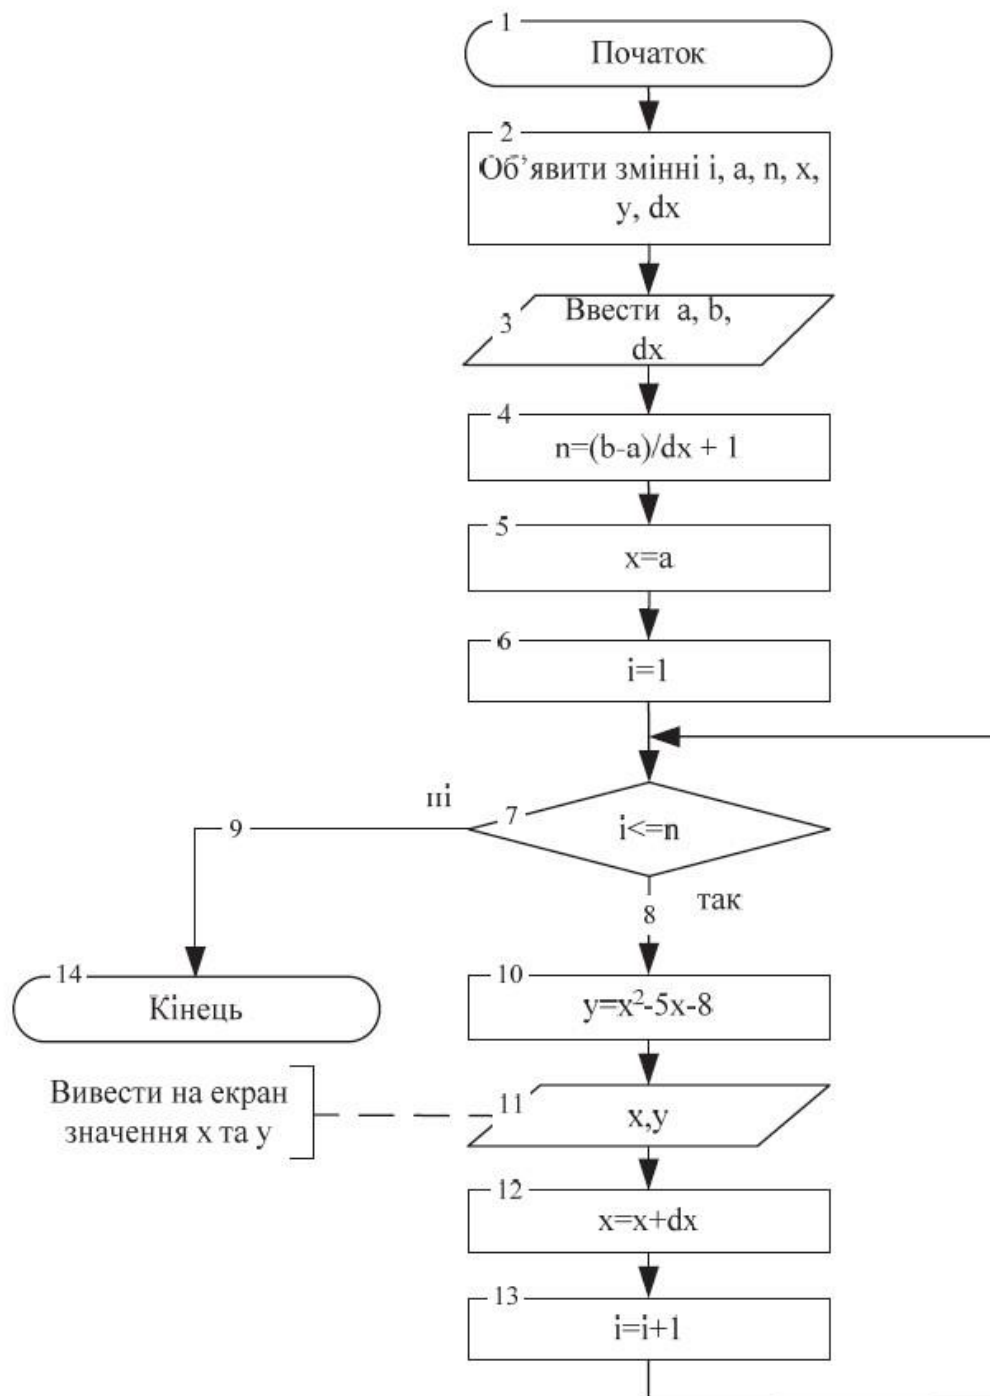 1
Початок
2
Об’явити змінні i, a, n, x,
y, dx
3
Ввести a, b,
dx
4
n=(b-a)/dx + 1
5
x=a
6
i=1
ні
7
i<=n
9
так
8
14
Кінець
10
y=x²-5x-8
Вивести на екран
значення x та y
11
x,y
12
x=x+dx
13
i=i+1